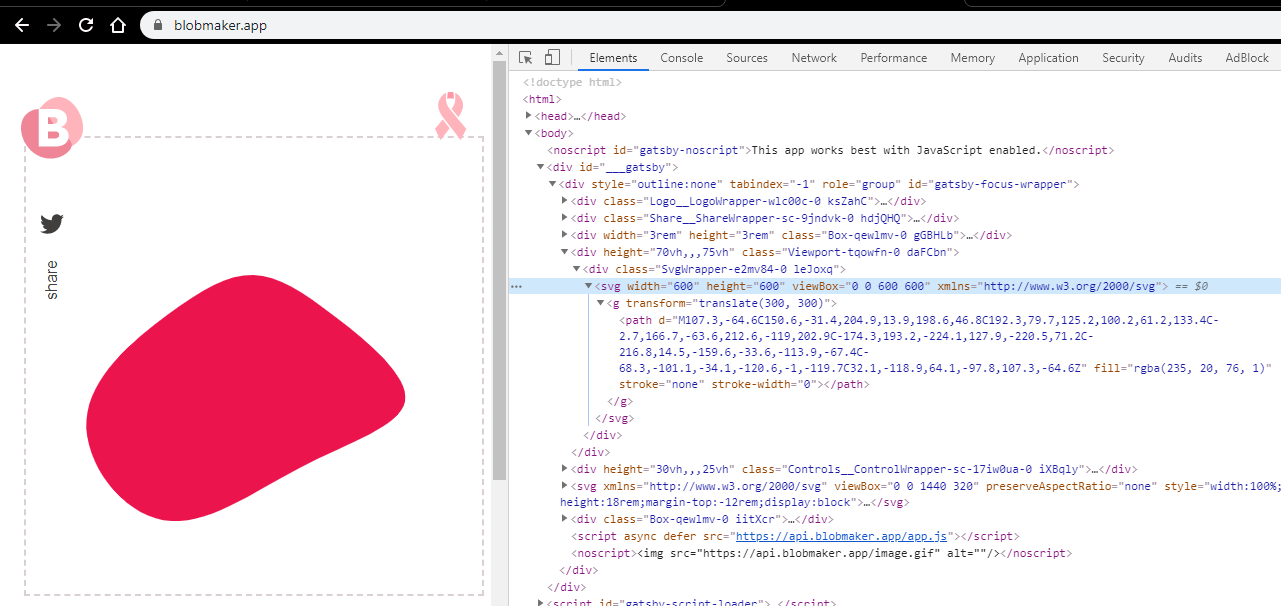 blobmaker.app
B
share
Elements Console Sources Network Performance Memory Application Security Audits AdBlock
<!doctype html>
<html>
<head>…</head>
<body>
<noscript id="gatsby-noscript">This app works best with JavaScript enabled.</noscript>
<div id="___gatsby">
<div style="outline:none" tabindex="-1" role="group" id="gatsby-focus-wrapper">
<div class="Logo__LogoWrapper-wlc00c-0 ksZahC">…</div>
<div class="Share__ShareWrapper-sc-9jndvk-0 hdjQHQ">…</div>
<div width="3rem" height="3rem" class="Box-qewlmv-0 gGBHLb">…</div>
<div height="70vh,,,75vh" class="Viewport-tqowfn-0 daFCbn">
<div class="SvgWrapper-e2mv84-0 leJoxq">
… <svg width="600" height="600" viewBox="0 0 600 600" xmlns="http://www.w3.org/2000/svg"> == $0
<g transform="translate(300, 300)">
<path d="M107.3,-64.6C150.6,-31.4,204.9,13.9,198.6,46.8C192.3,79.7,125.2,100.2,61.2,133.4C-
2.7,166.7,-63.6,212.6,-119,202.9C-174.3,193.2,-224.1,127.9,-220.5,71.2C-
216.8,14.5,-159.6,-33.6,-113.9,-67.4C-
68.3,-101.1,-34.1,-120.6,-1,-119.7C32.1,-118.9,64.1,-97.8,107.3,-64.6Z" fill="rgba(235, 20, 76, 1)"
stroke="none" stroke-width="0"></path>
</g>
</svg>
</div>
</div>
<div height="30vh,,,25vh" class="Controls__ControlWrapper-sc-17iw0ua-0 iXBqly">…</div>
<svg xmlns="http://www.w3.org/2000/svg" viewBox="0 0 1440 320" preserveAspectRatio="none" style="width:100%;
height:18rem;margin-top:-12rem;display:block">…</svg>
<div class="Box-qewlmv-0 iitXcr">…</div>
<script async defer src="https://api.blobmaker.app/app.js"></script>
<noscript><img src="https://api.blobmaker.app/image.gif" alt=""/></noscript>
</div>
</div>
<script id="gatsby-script-loader">…</script>